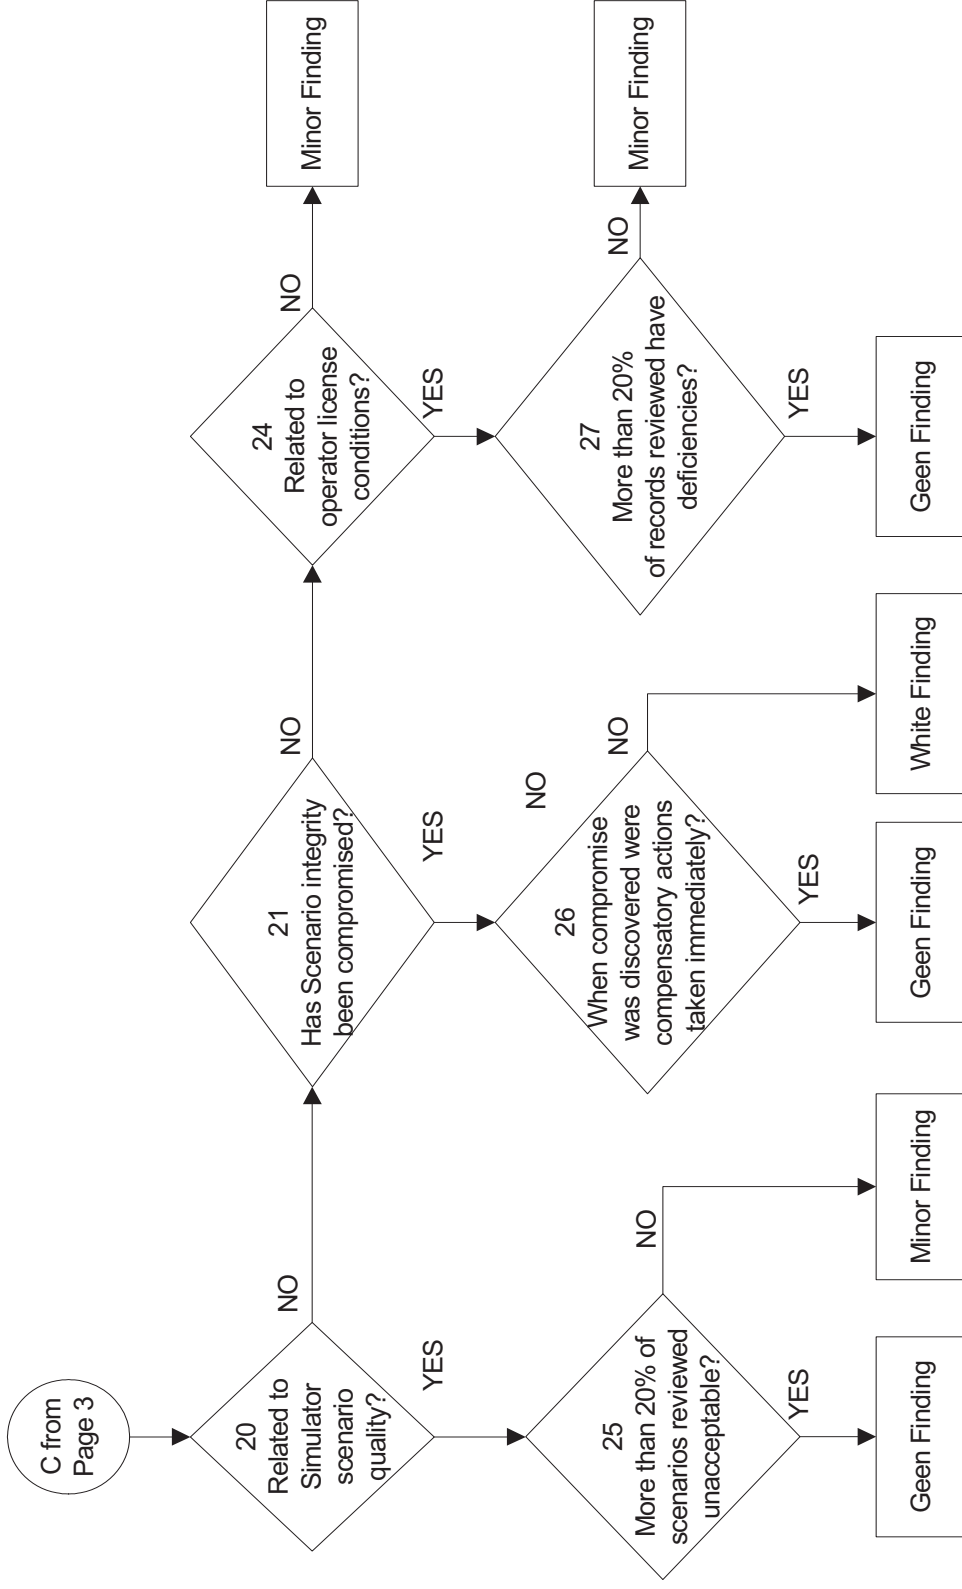 C from
Page 3
20
Related to
Simulator
scenario
quality?
NO
YES
21
Has Scenario integrity
been compromised?
NO
YES
24
Related to
operator license
conditions?
NO
YES
Minor Finding
25
More than 20% of
scenarios reviewed
unacceptable?
NO
YES
26
When compromise
was discovered were
compensatory actions
taken immediately?
NO
NO
YES
27
More than 20%
of records reviewed have
deficiencies?
NO
YES
Minor Finding
Geen Finding
Minor Finding
Geen Finding
White Finding
Geen Finding